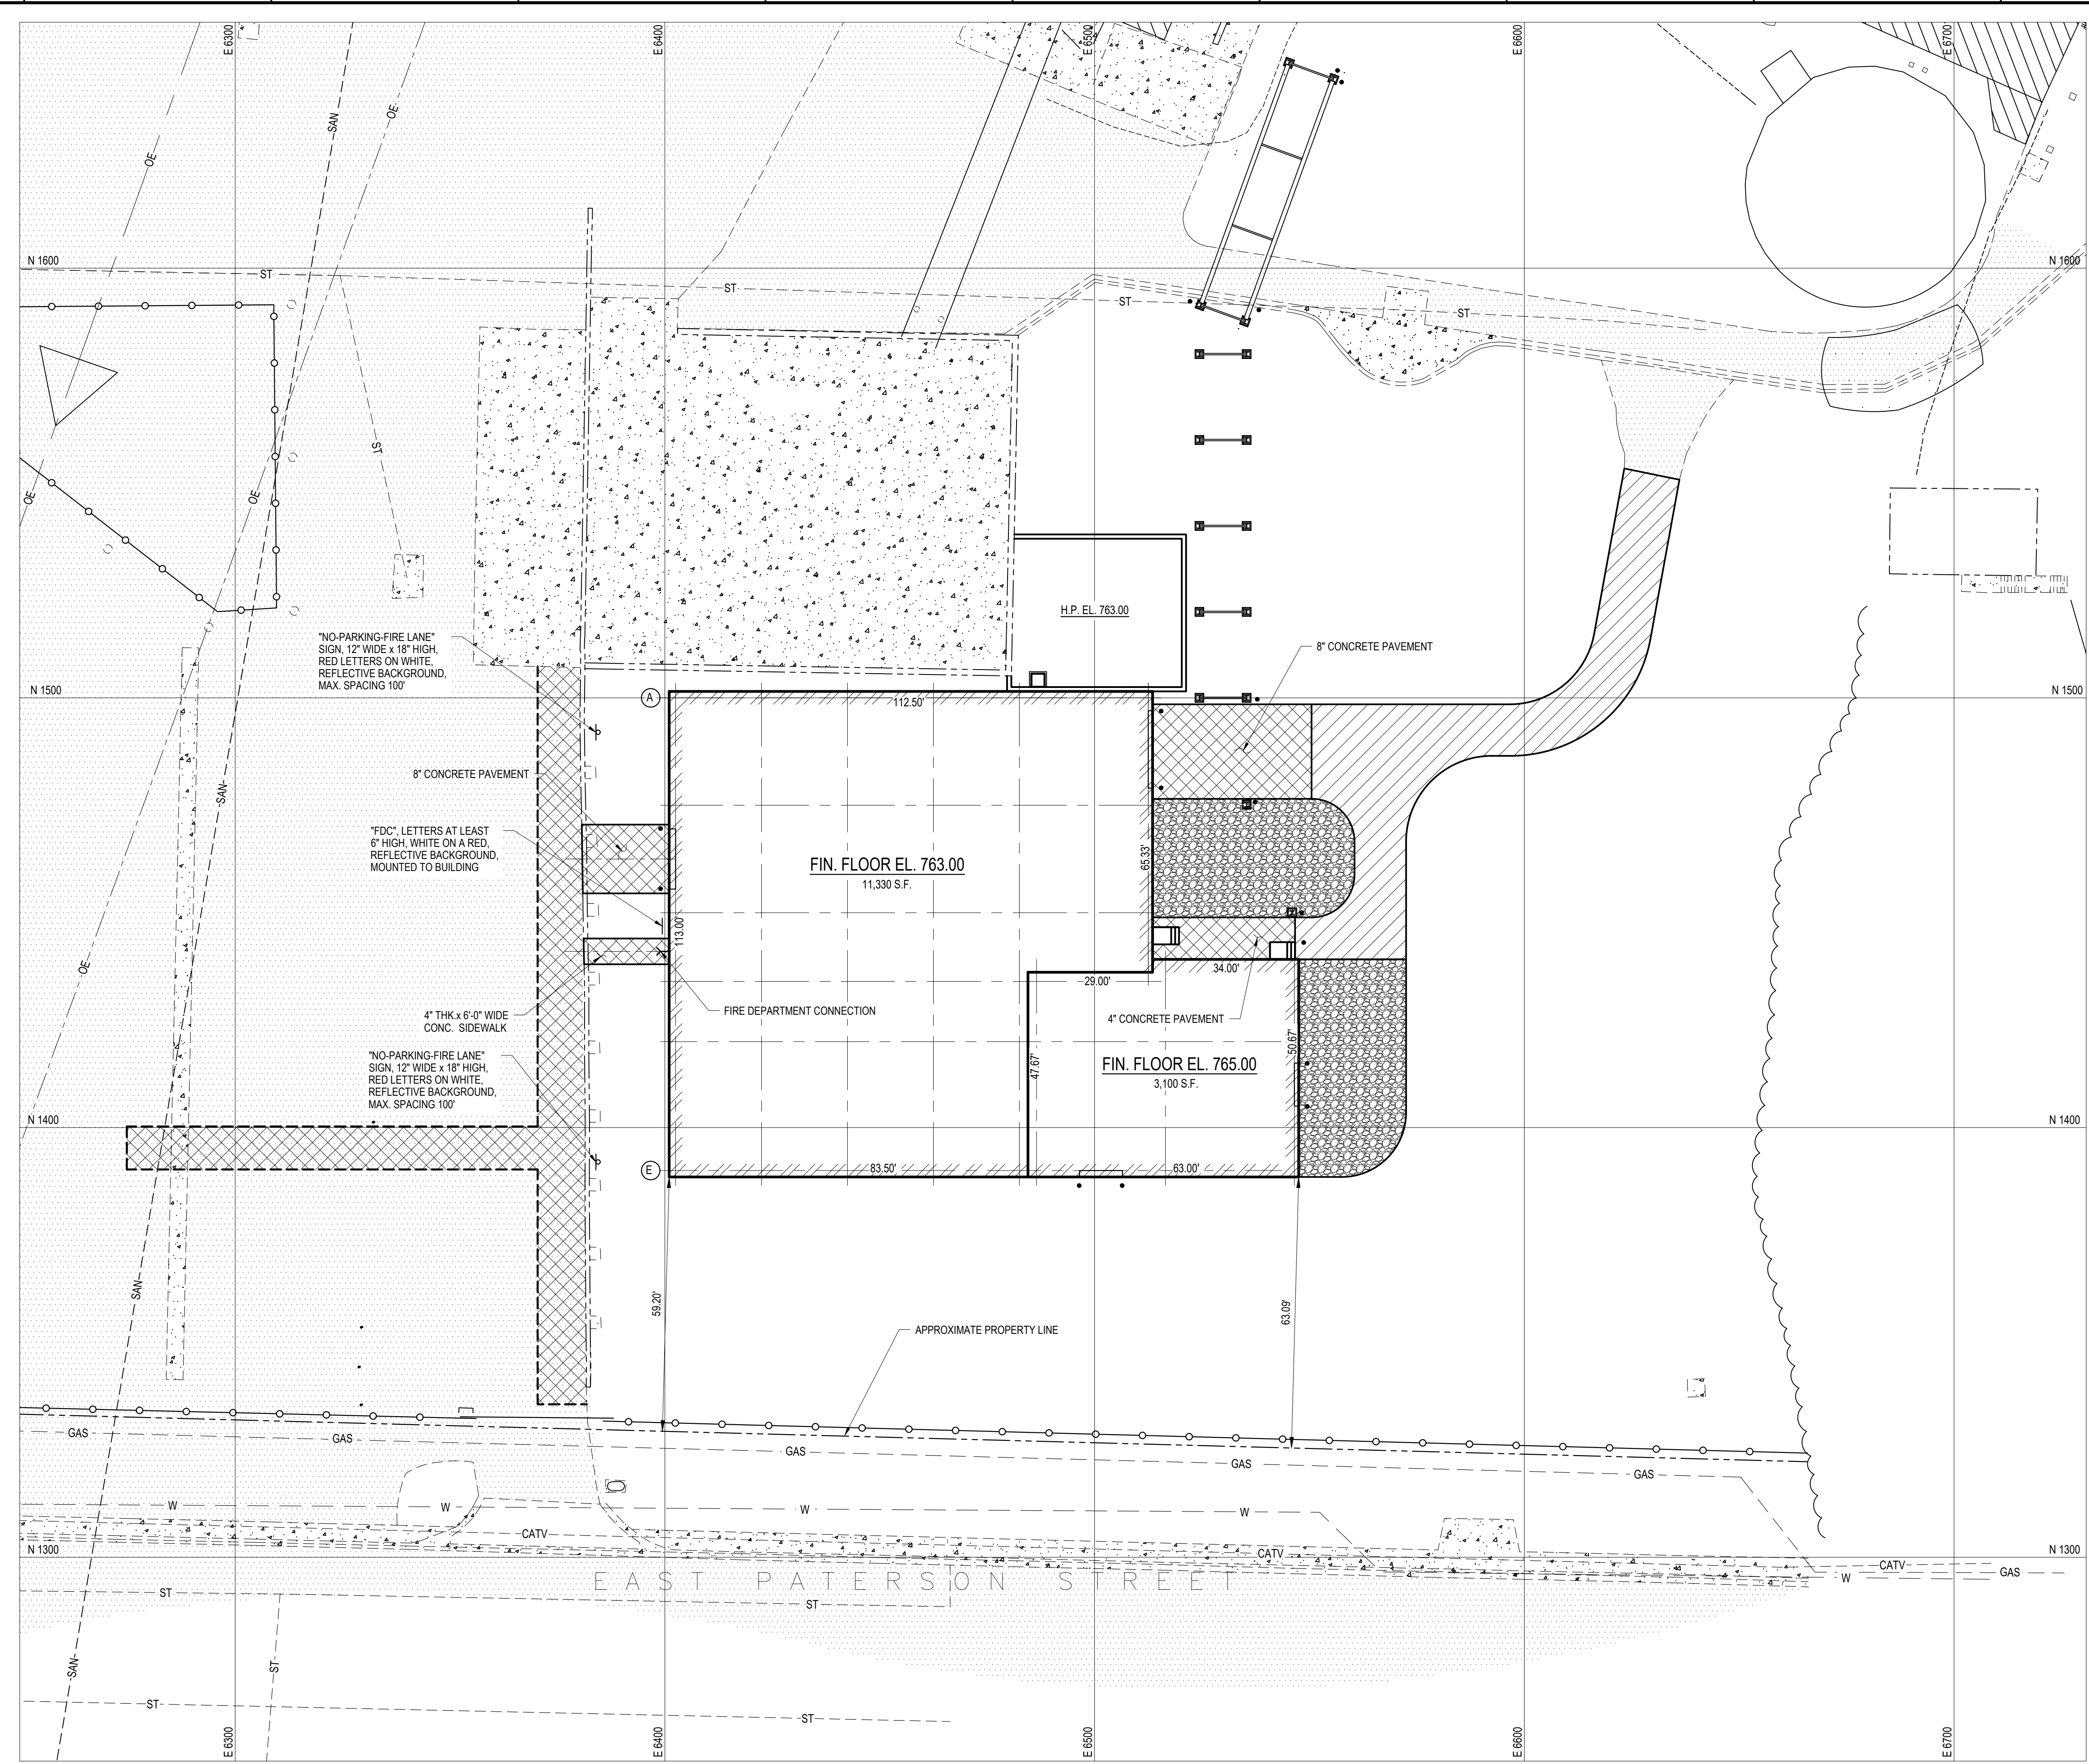 E 6300
E 6400
E 6500
E 6600
E 6700
SAN
OE
OE
N 1600
N 1600
ST
ST
ST
ST
ST
OE
OE
H.P. EL. 763.00
"NO-PARKING-FIRE LANE"
SIGN, 12" WIDE x 18" HIGH,
RED LETTERS ON WHITE,
REFLECTIVE BACKGROUND,
MAX. SPACING 100'
8" CONCRETE PAVEMENT
N 1500
N 1500
A
112.50'
8" CONCRETE PAVEMENT
SAN
"FDC", LETTERS AT LEAST
6" HIGH, WHITE ON A RED,
REFLECTIVE BACKGROUND,
MOUNTED TO BUILDING
FIN. FLOOR EL. 763.00
11,330 S.F.
65.33'
113.00'
OE
34.00'
29.00'
4" THK.x 6'-0" WIDE
CONC. SIDEWALK
FIRE DEPARTMENT CONNECTION
4" CONCRETE PAVEMENT
"NO-PARKING-FIRE LANE"
SIGN, 12" WIDE x 18" HIGH,
RED LETTERS ON WHITE,
REFLECTIVE BACKGROUND,
MAX. SPACING 100'
47.67'
50.67'
FIN. FLOOR EL. 765.00
3,100 S.F.
N 1400
N 1400
E
83.50'
63.00'
SAN
59.20'
63.09'
APPROXIMATE PROPERTY LINE
GAS
GAS
GAS
GAS
GAS
W
W
W
W
CATV
CATV
CATV
N 1300
N 1300
GAS
W
EAST PATERSON STREET
ST
ST
SAN
ST
ST
ST
E 6300
E 6400
E 6500
E 6600
E 6700